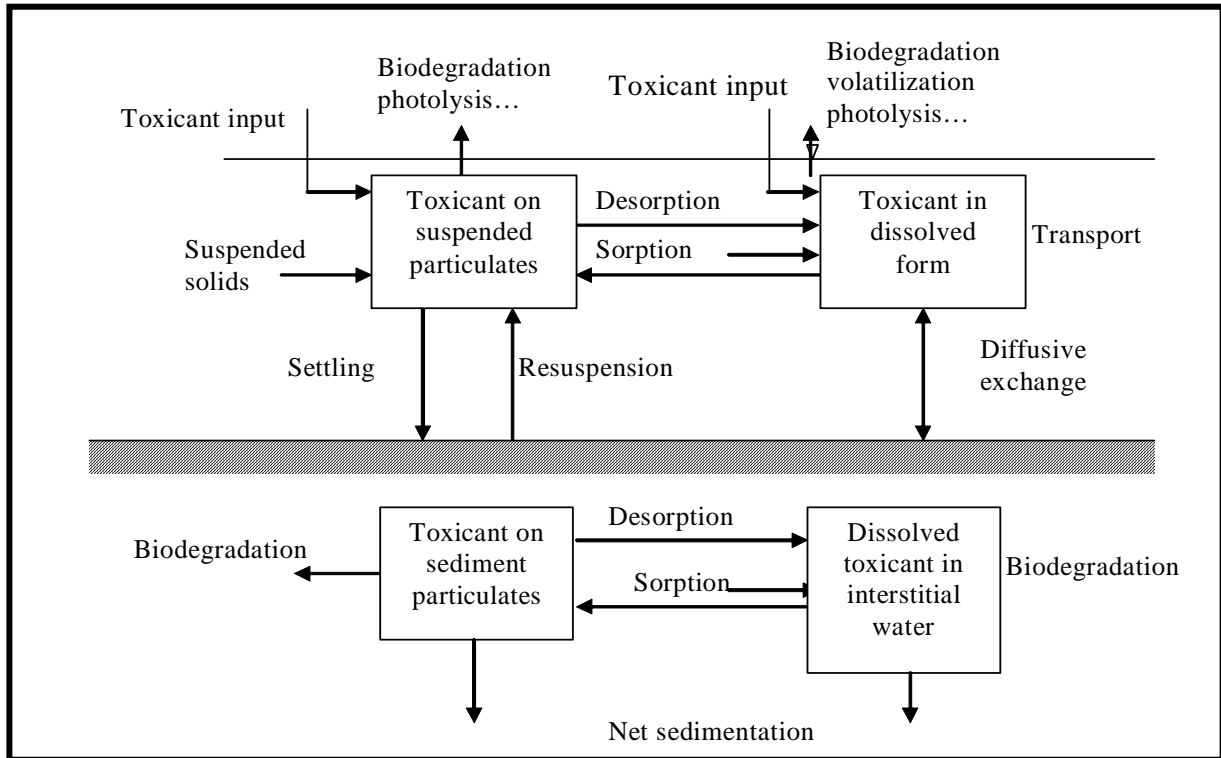 Biodegradation
photolysis…
Toxicant input
Toxicant input
Biodegradation
volatilization
photolysis…
Toxicant on
suspended
particulates
Suspended
solids
Desorption
Sorption
Toxicant in
dissolved
form
Transport
Settling
Resuspension
Diffusive
exchange
Biodegradation
Toxicant on
sediment
particulates
Desorption
Sorption
Dissolved
toxicant in
interstitial
water
Biodegradation
Net sedimentation